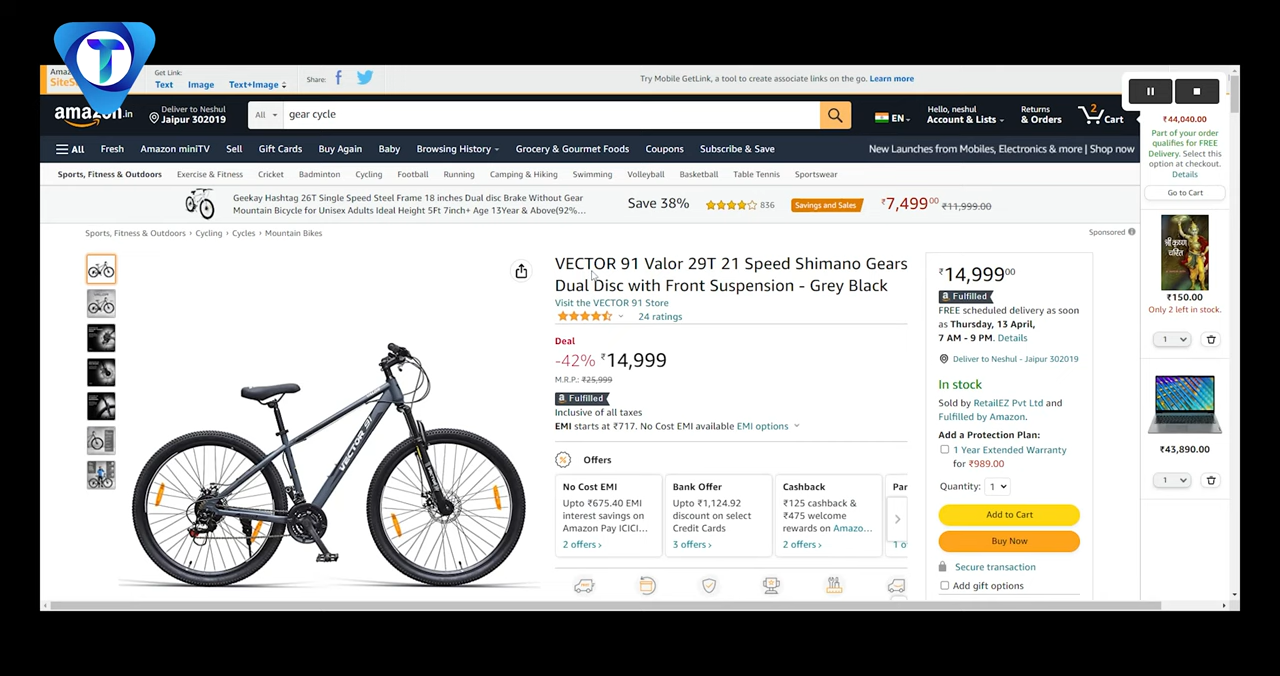 Get Link:
Text Image Text+Image
Share:
Try Mobile GetLink, a tool to create associate links on the go. Learn more
amazon.in
Deliver to Neshul
Jaipur 302019
All
gear cycle
EN
Hello, neshul
Account & Lists
Returns
& Orders
2
Cart
All Fresh Amazon miniTV Sell Gift Cards Buy Again Baby Browsing History Grocery & Gourmet Foods Coupons Subscribe & Save
New Launches from Mobiles, Electronics & more | Shop now
Sports, Fitness & Outdoors Exercise & Fitness Cricket Badminton Cycling Football Running Camping & Hiking Swimming Volleyball Basketball Table Tennis Sportswear
Geekay Hashtag 26T Single Speed Steel Frame 18 inches Dual disc Brake Without Gear
Mountain Bicycle for Unisex Adults Ideal Height 5Ft 7inch+ Age 13Year & Above(92%...
Save 38%
836
Savings and Sales
₹7,499.00 ₹11,999.00
Sports, Fitness & Outdoors › Cycling › Cycles › Mountain Bikes
Sponsored
VECTOR 91 Valor 29T 21 Speed Shimano Gears
Dual Disc with Front Suspension - Grey Black
Visit the VECTOR 91 Store
24 ratings
Deal
-42% ₹14,999
M.R.P.: ₹25,999
Fulfilled
Inclusive of all taxes
EMI starts at ₹717. No Cost EMI available EMI options
Offers
No Cost EMI
Upto ₹675.40 EMI
interest savings on
Amazon Pay ICICI...
2 offers ›
Bank Offer
Upto ₹1,124.92
discount on select
Credit Cards
3 offers ›
Cashback
₹125 cashback &
₹475 welcome
rewards on Amazo...
2 offers ›
Par
1 o
VECTOR 91
₹14,999.00
Fulfilled
FREE scheduled delivery as soon
as Thursday, 13 April,
7 AM - 9 PM. Details
Deliver to Neshul - Jaipur 302019
In stock
Sold by RetailEZ Pvt Ltd and
Fulfilled by Amazon.
Add a Protection Plan:
1 Year Extended Warranty
for ₹989.00
Quantity: 1
Add to Cart
Buy Now
Secure transaction
Add gift options
₹44,040.00
Part of your order
qualifies for FREE
Delivery. Select this
option at checkout.
Details
Go to Cart
श्री कृष्ण
चरित
₹150.00
Only 2 left in stock.
1
₹43,890.00
1